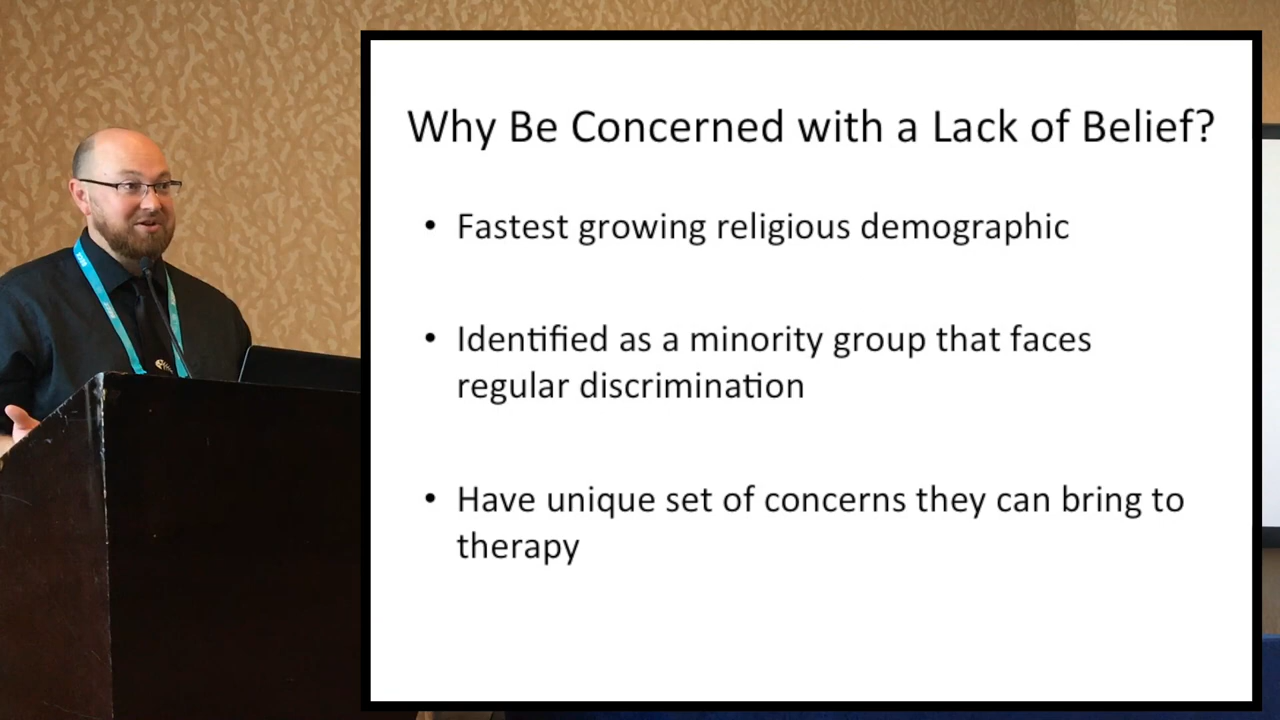 Why Be Concerned with a Lack of Belief?
• Fastest growing religious demographic
• Identified as a minority group that faces
regular discrimination
• Have unique set of concerns they can bring to
therapy